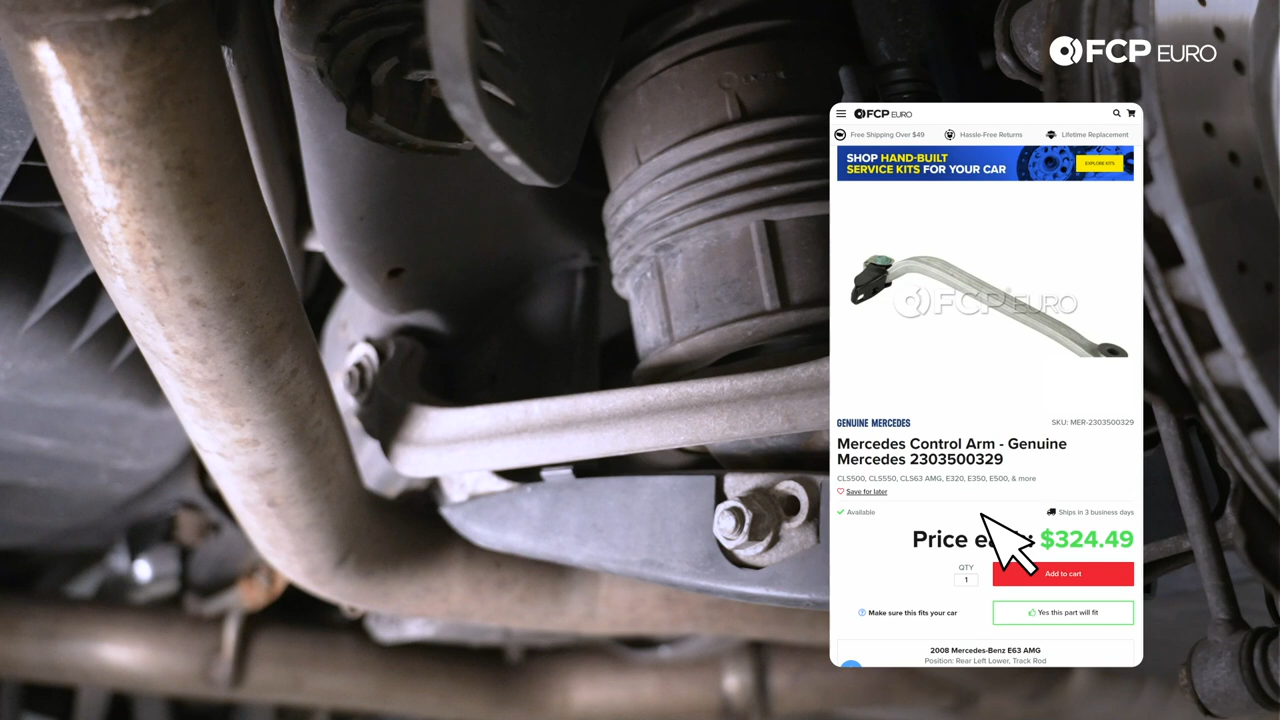 FCP EURO
FCP EURO
Free Shipping Over $49
Hassle-Free Returns
Lifetime Replacement
SHOP HAND-BUILT
SERVICE KITS FOR YOUR CAR
EXPLORE KITS
FCP EURO
GENUINE MERCEDES
SKU: MER-2303500329
Mercedes Control Arm - Genuine
Mercedes 2303500329
CLS500, CLS550, CLS63 AMG, E320, E350, E500, & more
Save for later
Available
Ships in 3 business days
Price $324.49
QTY
1
Add to cart
Make sure this fits your car
Yes this part will fit
2008 Mercedes-Benz E63 AMG
Position: Rear Left Lower, Track Rod